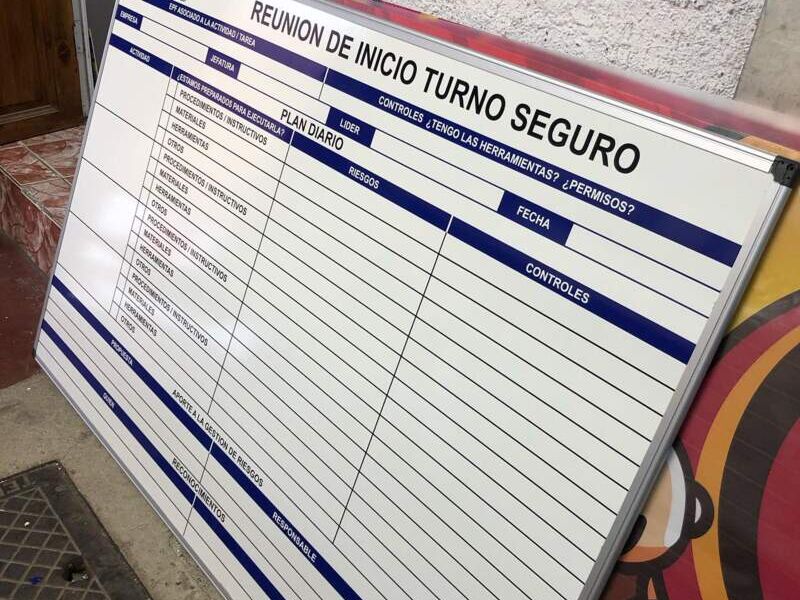 REUNION DE INICIO TURNO SEGURO
EPF ASOCIADO A LA ACTIVIDAD / TAREA
CONTROLES ¿TENGO LAS HERRAMIENTAS? ¿PERMISOS?
EMPRESA
JEFATURA
LIDER
FECHA
PLAN DIARIO
ACTIVIDAD
¿ESTAMOS PREPARADOS PARA EJECUTARLA?
RIESGOS
CONTROLES
PROCEDIMIENTOS / INSTRUCTIVOS
MATERIALES
HERRAMIENTAS
OTROS
PROCEDIMIENTOS / INSTRUCTIVOS
MATERIALES
HERRAMIENTAS
OTROS
PROCEDIMIENTOS / INSTRUCTIVOS
MATERIALES
HERRAMIENTAS
OTROS
PROCEDIMIENTOS / INSTRUCTIVOS
MATERIALES
HERRAMIENTAS
OTROS
APORTE A LA GESTION DE RIESGOS
PROPUESTA
RESPONSABLE
RECONOCIMIENTOS
QUIEN